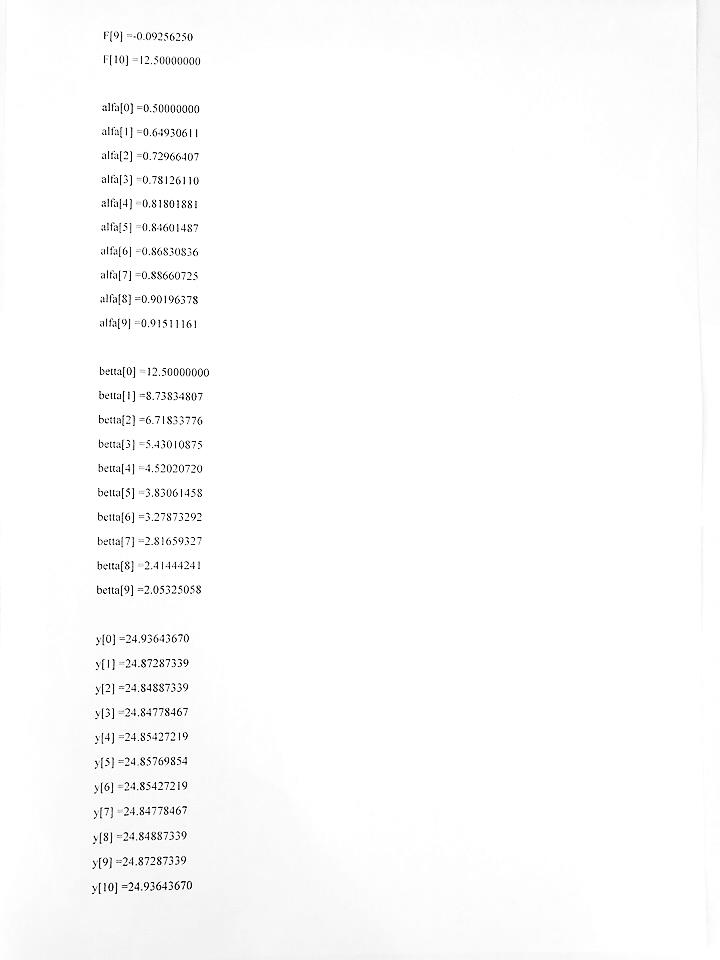 F[9] =-0.09256250
F[10] =12.50000000
alfa[0] =0.50000000
alfa[1] =0.64930611
alfa[2] =0.72966407
alfa[3] =0.78126110
alfa[4] =0.81801881
alfa[5] =0.84601487
alfa[6] =0.86830836
alfa[7] =0.88660725
alfa[8] =0.90196378
alfa[9] =0.91511161
betta[0] =12.50000000
betta[1] =8.73834807
betta[2] =6.71833776
betta[3] =5.43010875
betta[4] =4.52020720
betta[5] =3.83061458
betta[6] =3.27873292
betta[7] =2.81659327
betta[8] =2.41444241
betta[9] =2.05325058
y[0] =24.93643670
y[1] =24.87287339
y[2] =24.84887339
y[3] =24.84778467
y[4] =24.85427219
y[5] =24.85769854
y[6] =24.85427219
y[7] =24.84778467
y[8] =24.84887339
y[9] =24.87287339
y[10] =24.93643670